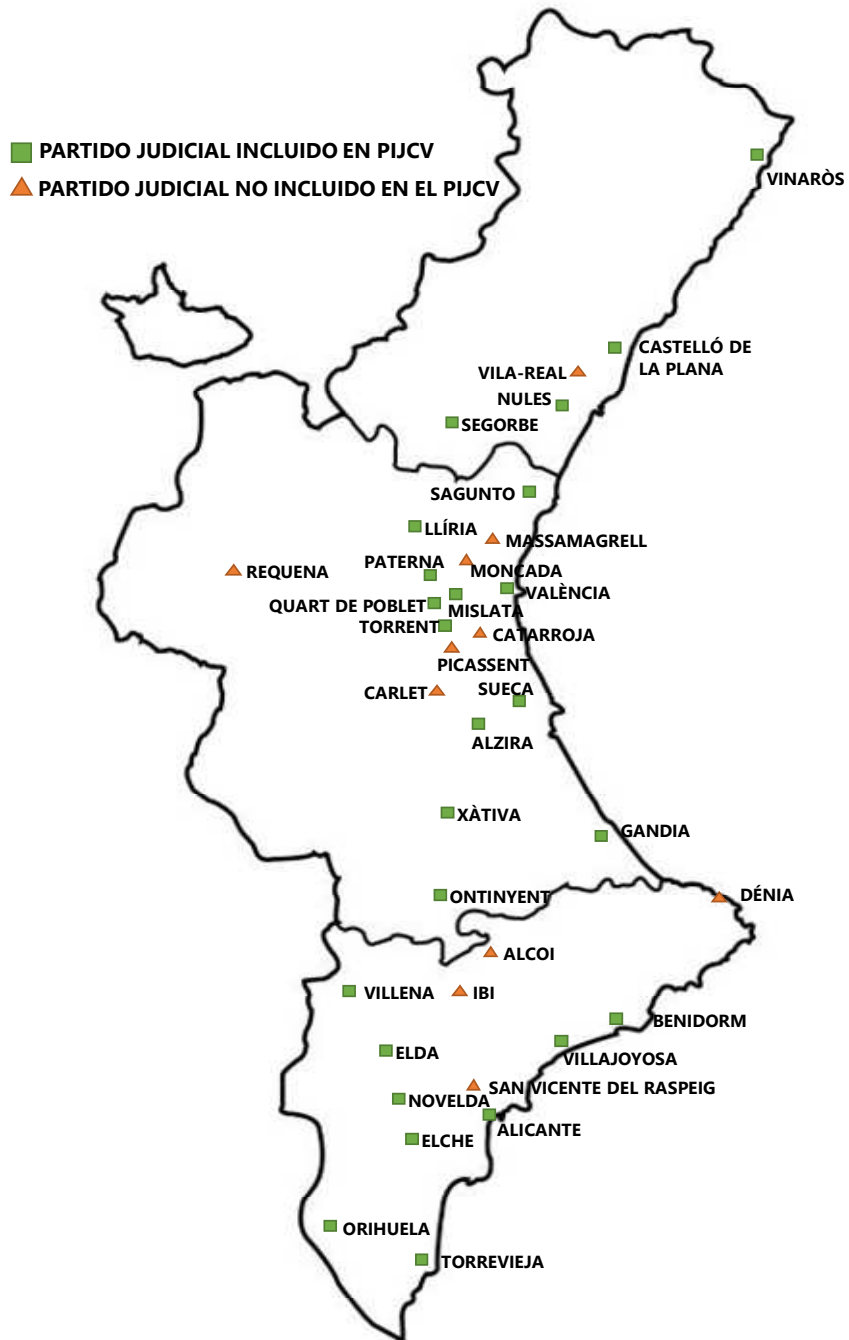 PARTIDO JUDICIAL INCLUIDO EN PIJCV
PARTIDO JUDICIAL NO INCLUIDO EN EL PIJCV
VINARÒS
CASTELLÓ DE
LA PLANA
VILA-REAL
NULES
SEGORBE
SAGUNTO
LLÍRIA
MASSAMAGRELL
PATERNA
MONCADA
REQUENA
VALÈNCIA
QUART DE POBLET
MISLATA
TORRENT
CATARROJA
PICASSENT
CARLET
SUECA
ALZIRA
XÀTIVA
GANDIA
ONTINYENT
DÉNIA
ALCOI
VILLENA
IBI
BENIDORM
ELDA
VILLAJOYOSA
SAN VICENTE DEL RASPEIG
NOVELDA
ALICANTE
ELCHE
ORIHUELA
TORREVIEJA